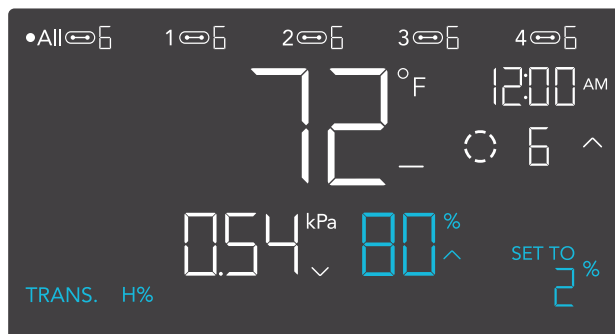 •All 6 1 6 2 6 3 6 4 6
72 °F 12:00 AM
6
0.54 kPa 80 %
SET TO
2 %
TRANS. H%